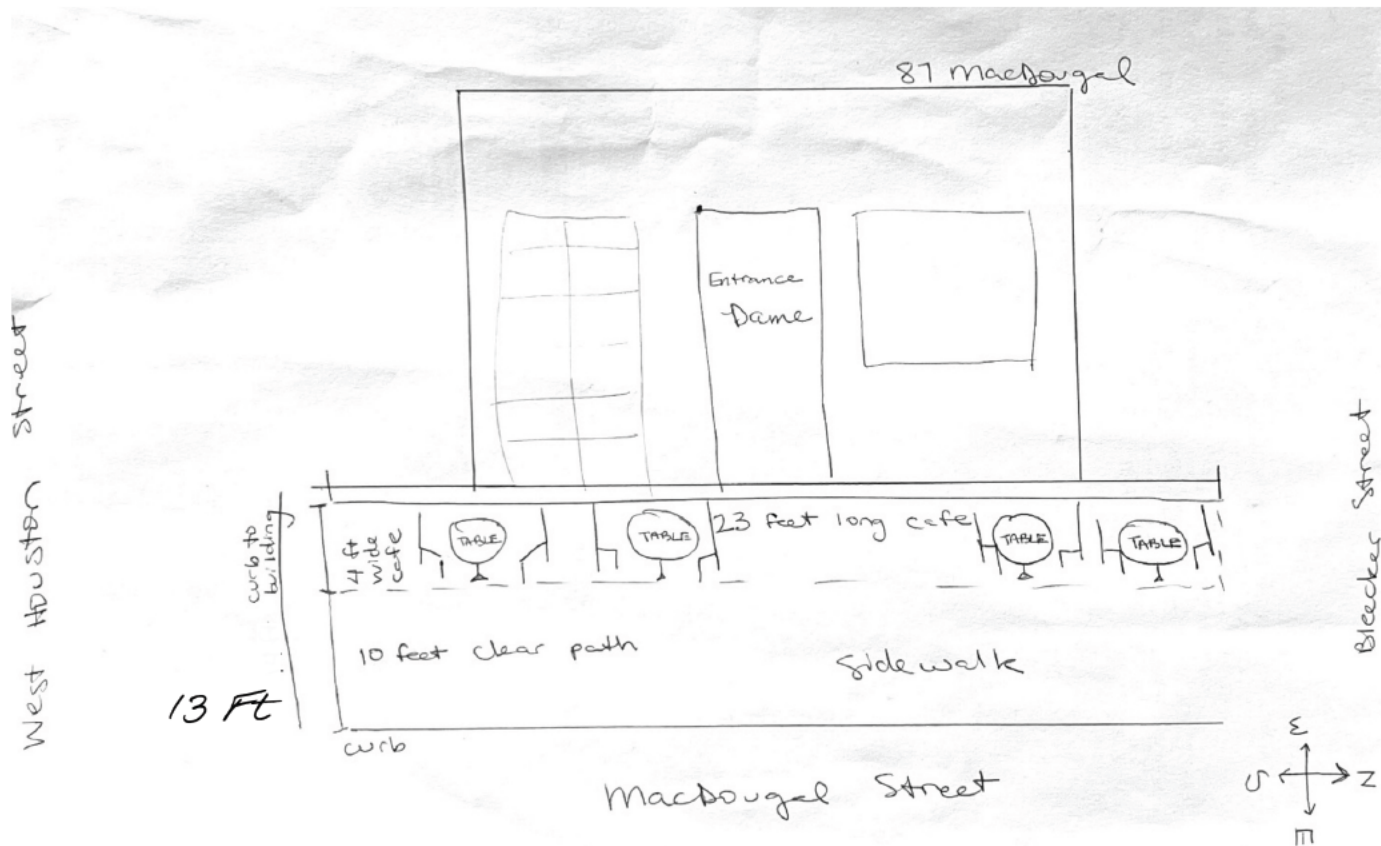 87 MacDougal
Entrance
Dame
West Houston Street
curb to
building
4 ft
wide
cafe
TABLE
TABLE
23 feet long cafe
TABLE
TABLE
10 feet clear path
sidewalk
13 Ft
curb
MacDougal Street
Bleecker Street
W
S
N
E